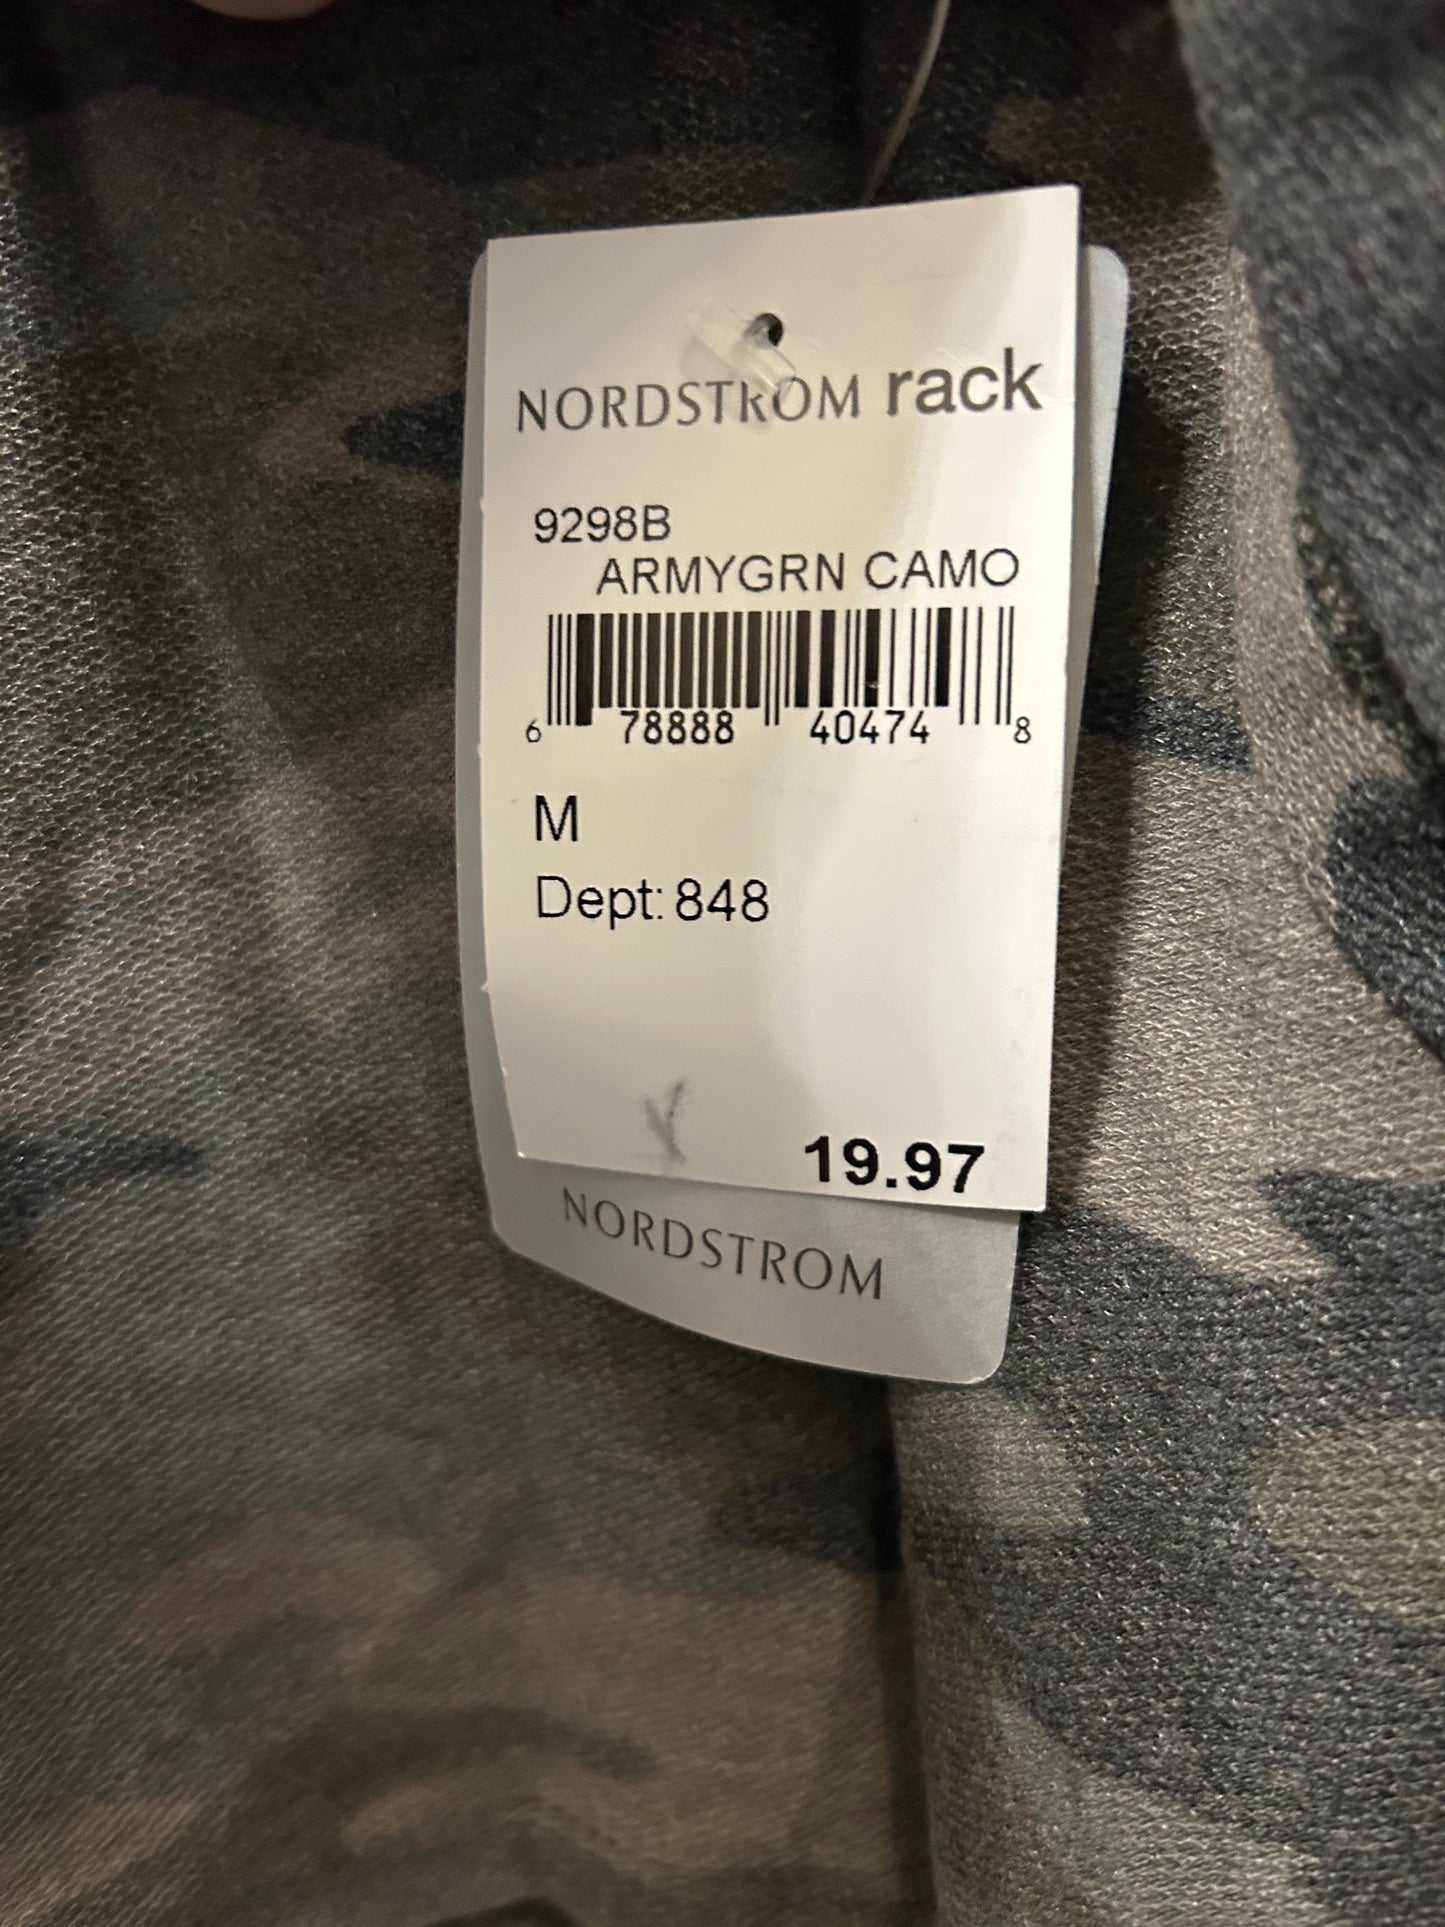 NORDSTROM rack
9298B
ARMYGRN CAMO
6 78888 40474 8
M
Dept: 848
19.97
NORDSTROM